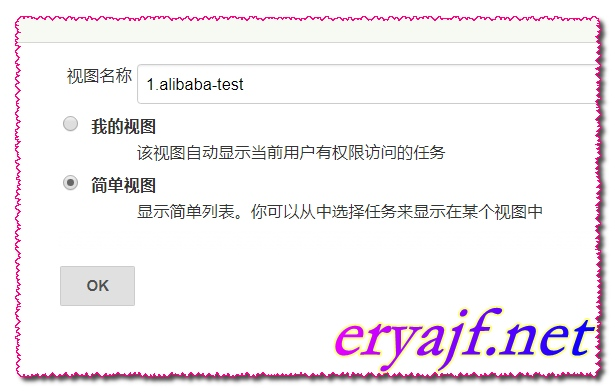 视图名称 1.alibaba-test
我的视图
该视图自动显示当前用户有权限访问的任务
简单视图
显示简单列表。你可以从中选择任务来显示在某个视图中
OK
eryajf.net